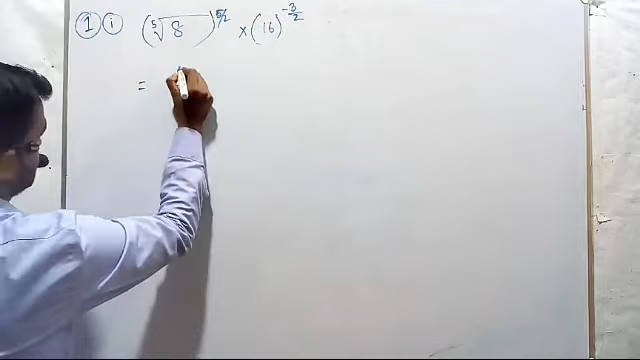 ① ⓘ (⁵√8)^5/2 × (16)^-3/2
=